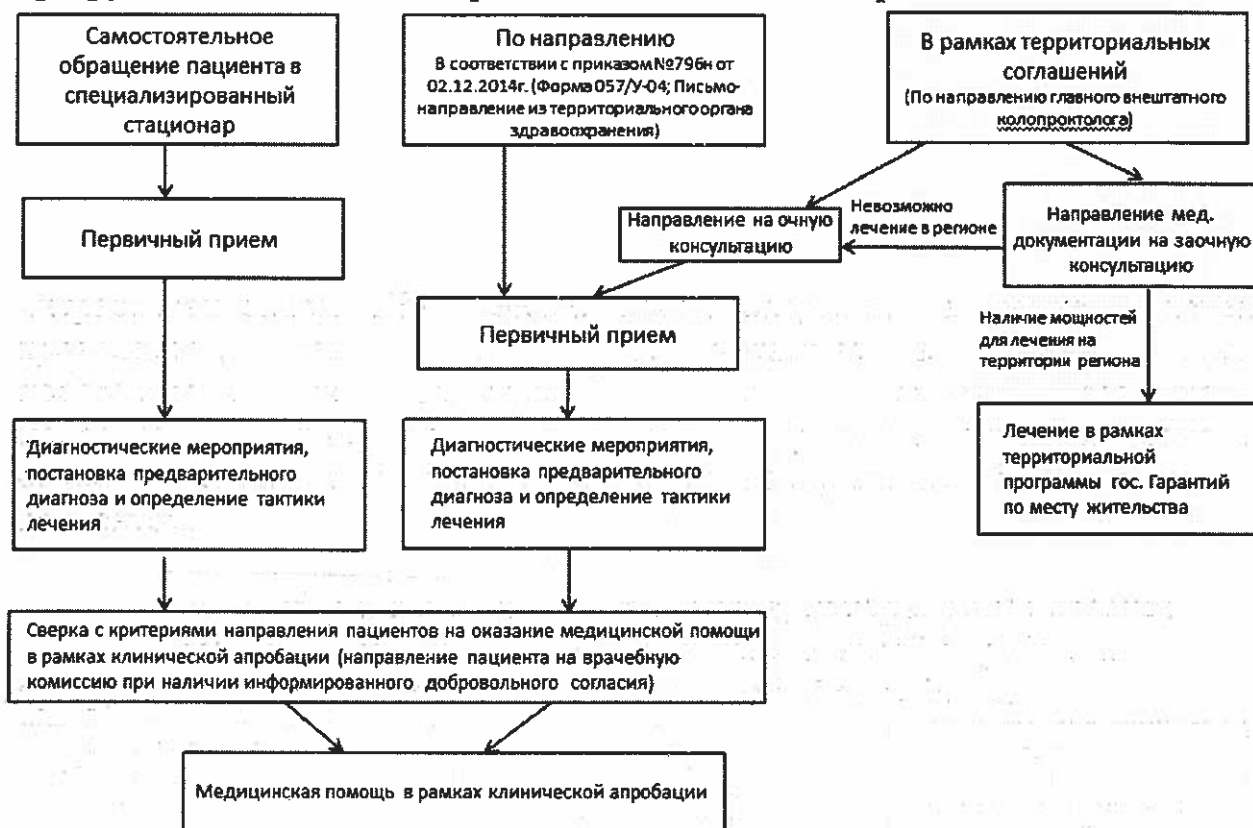 Самостоятельное
обращение пациента в
специализированный
стационар
По направлению
В соответствии с приказом №796н от
02.12.2014г. (Форма 057/У-04; Письмо-
направление из территориального органа
здравоохранения)
В рамках территориальных
соглашений
(По направлению главного внештатного
колопроктолога)
Первичный прием
Направление на очную
консультацию
Невозможно
лечение в регионе
Направление мед.
документации на заочную
консультацию
Первичный прием
Наличие мощностей
для лечения на
территории региона
Диагностические мероприятия,
постановка предварительного
диагноза и определение тактики
лечения
Диагностические мероприятия,
постановка предварительного
диагноза и определение тактики
лечения
Лечение в рамках
территориальной
программы гос. Гарантий
по месту жительства
Сверка с критериями направления пациентов на оказание медицинской помощи
в рамках клинической апробации (направление пациента на врачебную
комиссию при наличии информированного добровольного согласия)
Медицинская помощь в рамках клинической апробации